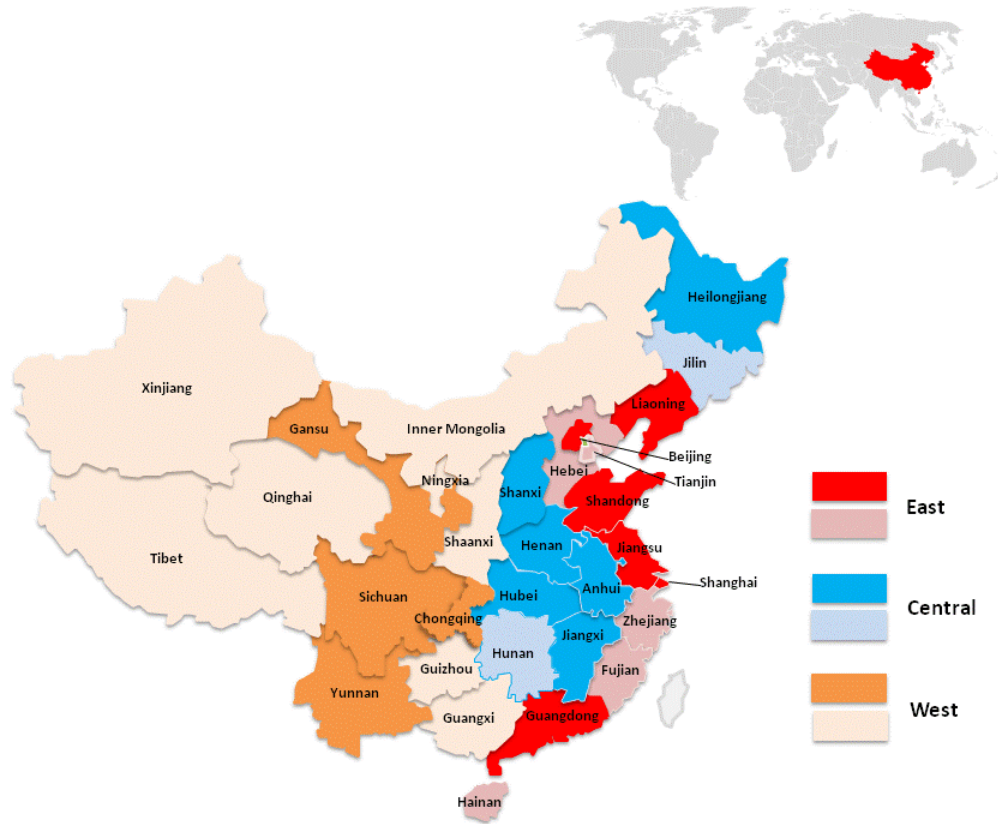 Heilongjiang
Jilin
Xinjiang
Liaoning
Gansu
Inner Mongolia
Beijing
Hebei
Ningxia
Tianjin
Shanxi
Qinghai
Shandong
East
Shaanxi
Henan
Jiangsu
Tibet
Shanghai
Anhui
Sichuan
Hubei
Central
Chongqing
Zhejiang
Jiangxi
Hunan
Guizhou
Fujian
Yunnan
West
Guangxi
Guangdong
Hainan